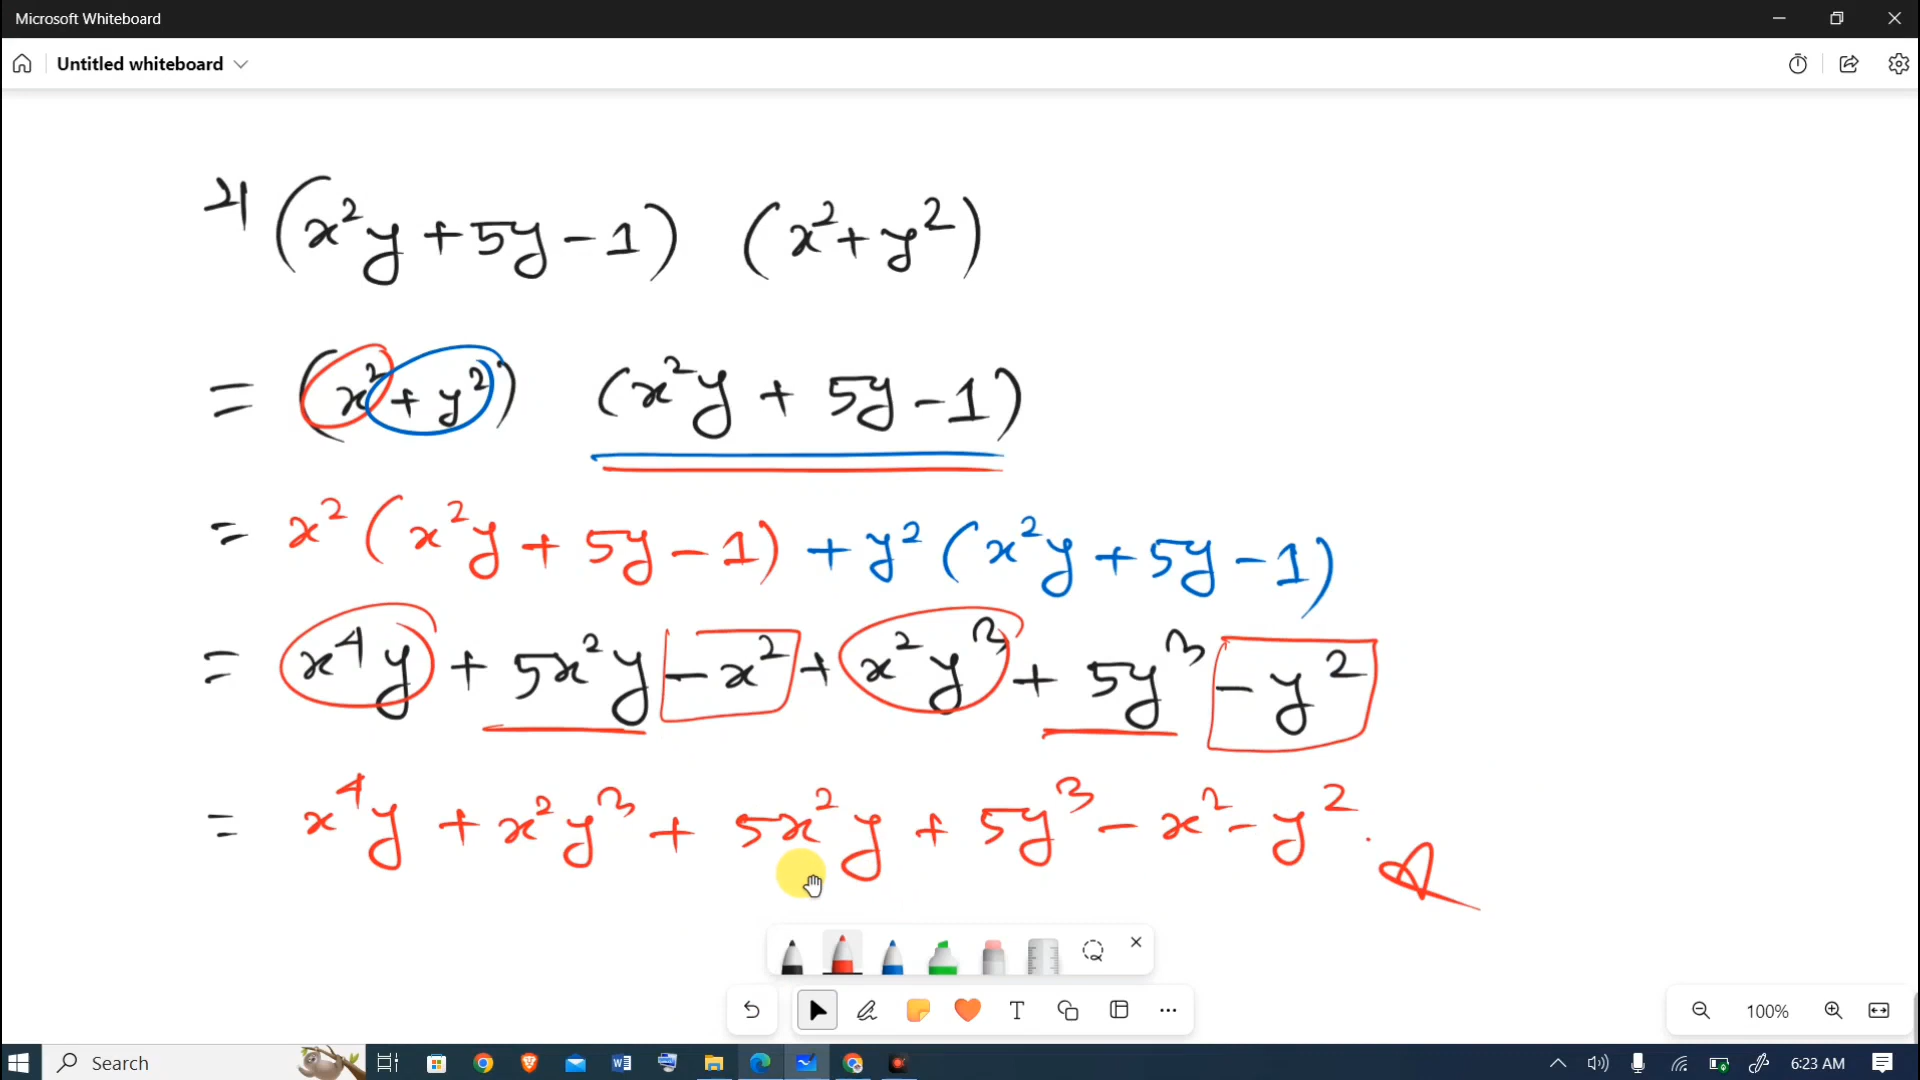 Microsoft Whiteboard
Untitled whiteboard
(x²y + 5y - 1) (x² + y²)
= (x² + y²) (x²y + 5y - 1)
= x² (x²y + 5y - 1) + y² (x²y + 5y - 1)
= x⁴y + 5x²y - x² + x²y³ + 5y³ - y²
= x⁴y + x²y³ + 5x²y + 5y³ - x² - y².
100%
Search
6:23 AM